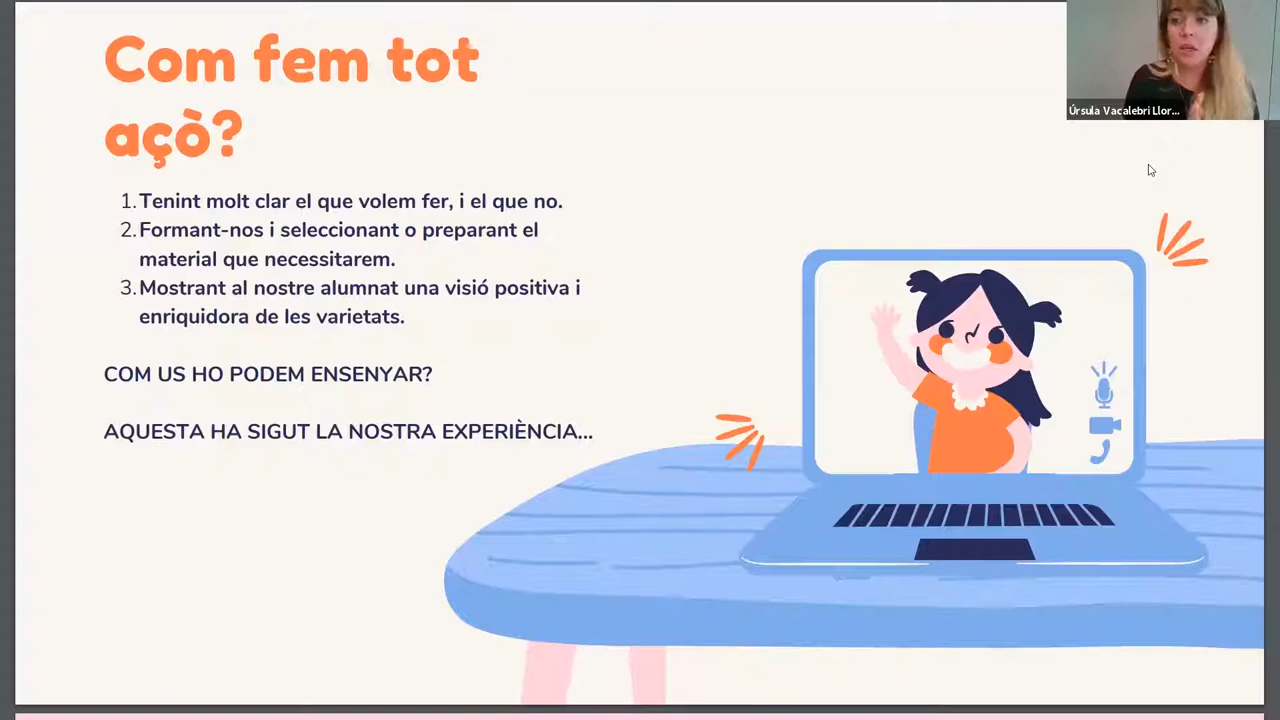 Com fem tot
açò?
1. Tenint molt clar el que volem fer, i el que no.
2. Formant-nos i seleccionant o preparant el
material que necessitarem.
3. Mostrant al nostre alumnat una visió positiva i
enriquidora de les varietats.
COM US HO PODEM ENSENYAR?
AQUESTA HA SIGUT LA NOSTRA EXPERIÈNCIA...
Úrsula Vacalebri Llor...